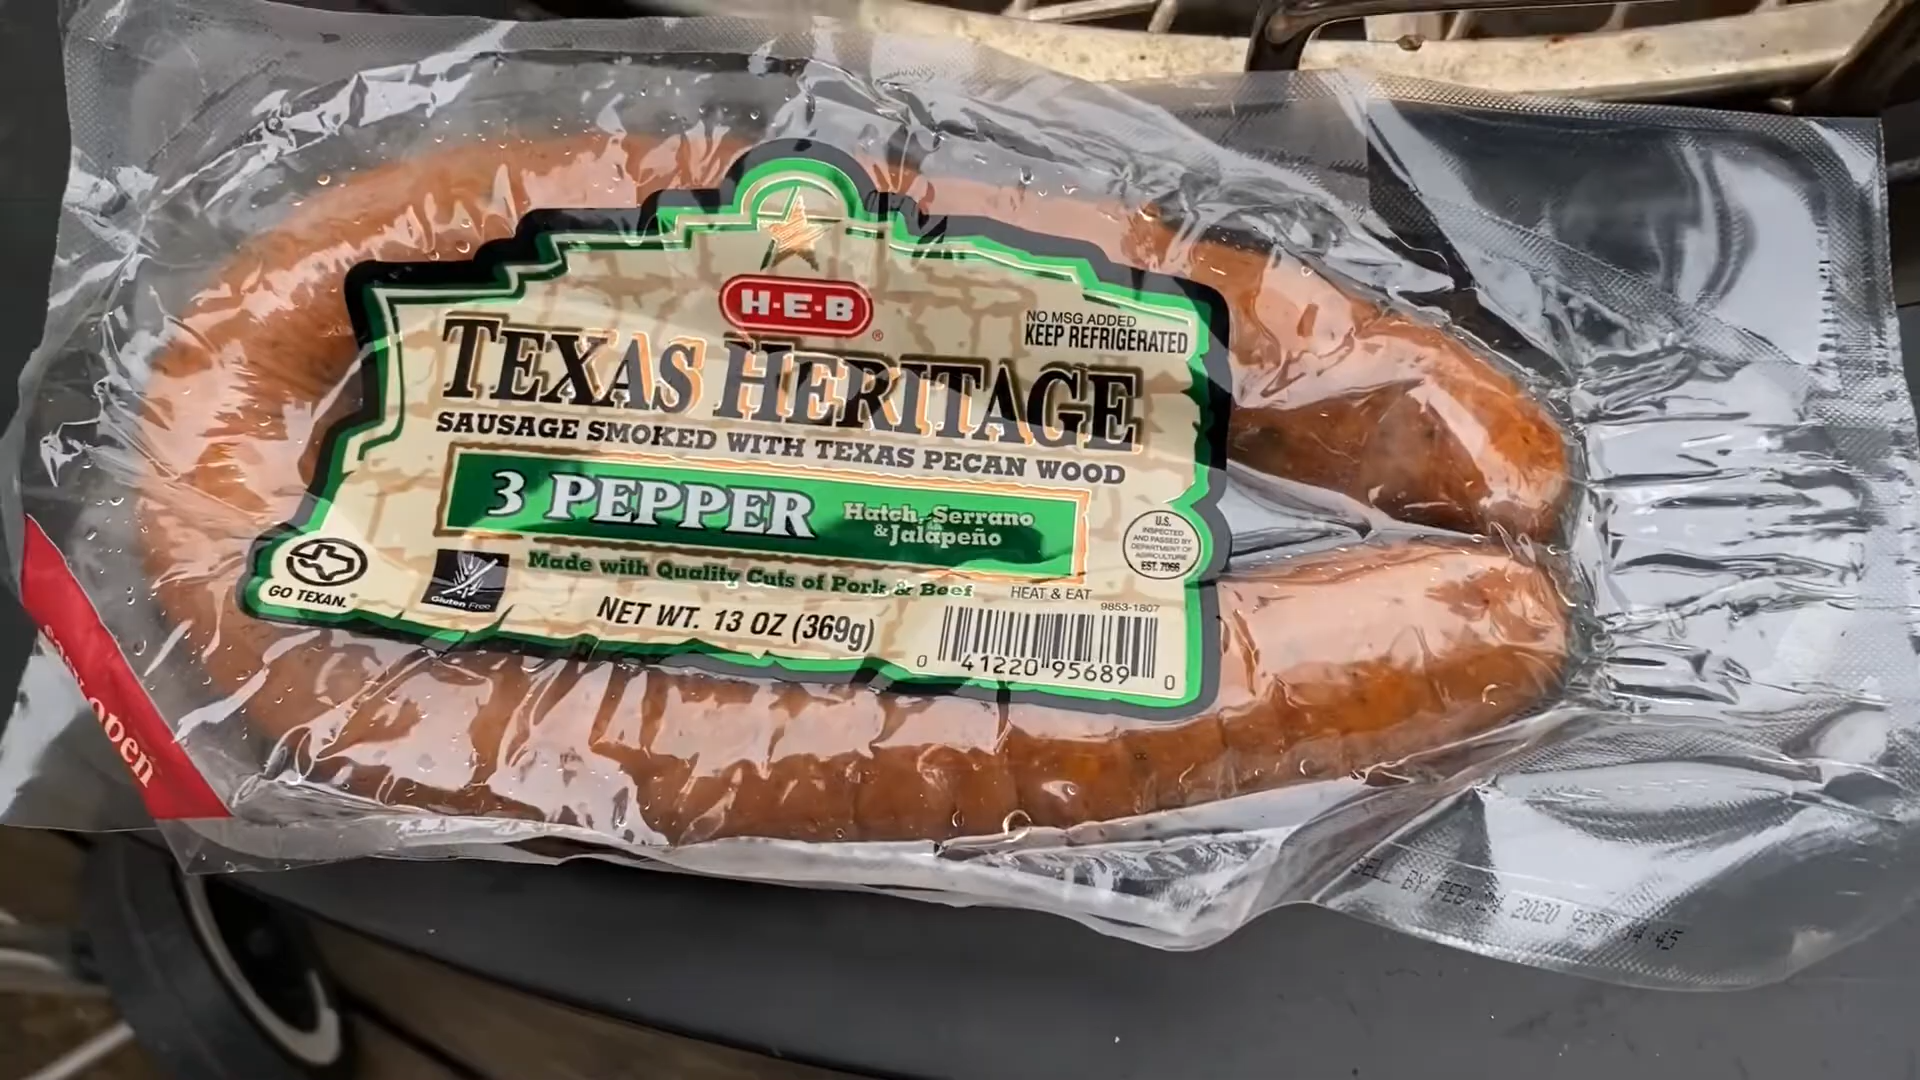 H-E-B
®
NO MSG ADDED
KEEP REFRIGERATED
TEXAS HERITAGE
SAUSAGE SMOKED WITH TEXAS PECAN WOOD
3 PEPPER
Hatch, Serrano
& Jalapeño
U.S.
INSPECTED
AND PASSED BY
DEPARTMENT OF
AGRICULTURE
EST. 7066
GO TEXAN.
Gluten Free
Made with Quality Cuts of Pork & Beef
HEAT & EAT
9853-1807
NET WT. 13 OZ (369g)
0 41220 95689 0
easy open
SELL BY FEB 2020